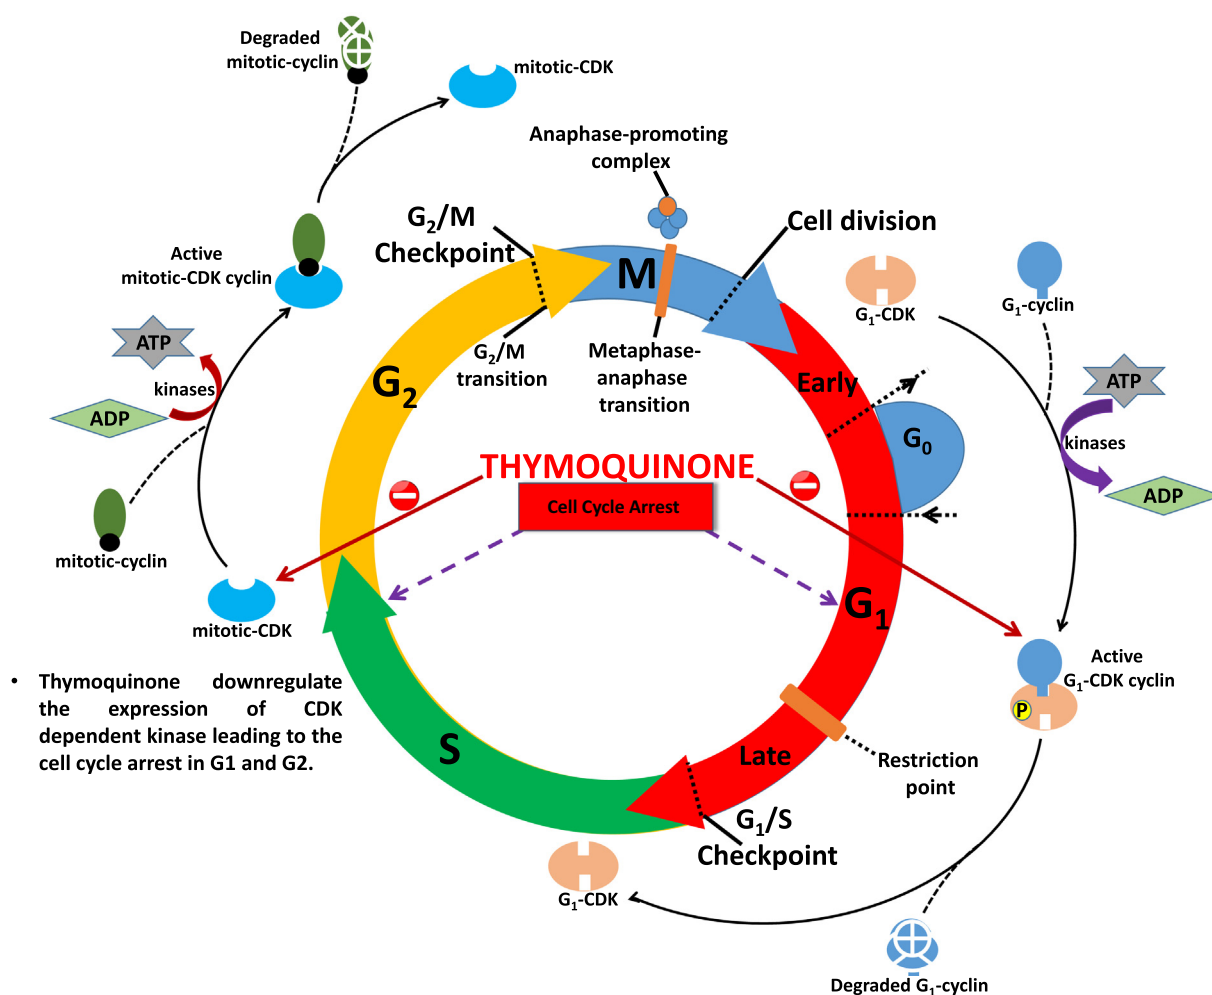 Degraded
mitotic-cyclin
mitotic-CDK
Anaphase-promoting
complex
G₂/M
Checkpoint
Cell division
Active
mitotic-CDK cyclin
M
G₁-CDK
G₁-cyclin
ATP
kinases
ADP
G₂/M
transition
Metaphase-
anaphase
transition
G₂
Early
G₀
ATP
kinases
ADP
THYMOQUINONE
Cell Cycle Arrest
mitotic-cyclin
mitotic-CDK
G₁
Active
G₁-CDK cyclin
P
• Thymoquinone downregulate
the expression of CDK
dependent kinase leading to the
cell cycle arrest in G1 and G2.
S
Late
Restriction
point
G₁/S
Checkpoint
G₁-CDK
Degraded G₁-cyclin